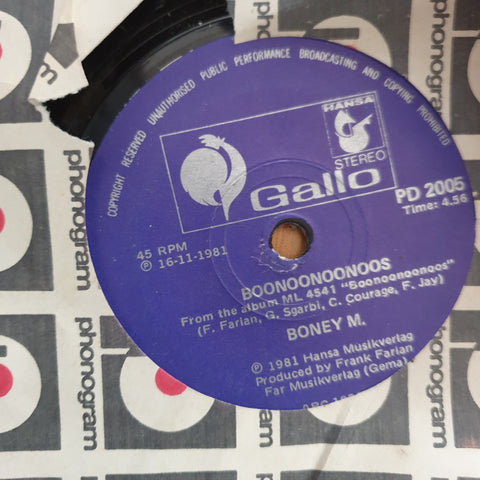 COPYRIGHT RESERVED UNAUTHORISED PUBLIC PERFORMANCE BROADCASTING AND COPYING PROHIBITED
HANSA
STEREO
Gallo
PD 2005
Time: 4.56
45 RPM
℗ 16-11-1981
BOONOONOONOOS
From the album ML 4541 "Boonoonoonoos"
(F. Farian, G. Sgarbi, C. Courage, F. Jay)
BONEY M.
℗ 1981 Hansa Musikverlag
Produced by Frank Farian
Far Musikverlag (Gema)
phonogram
phonogram
phonogram
phonogram
phonogram
phonogram